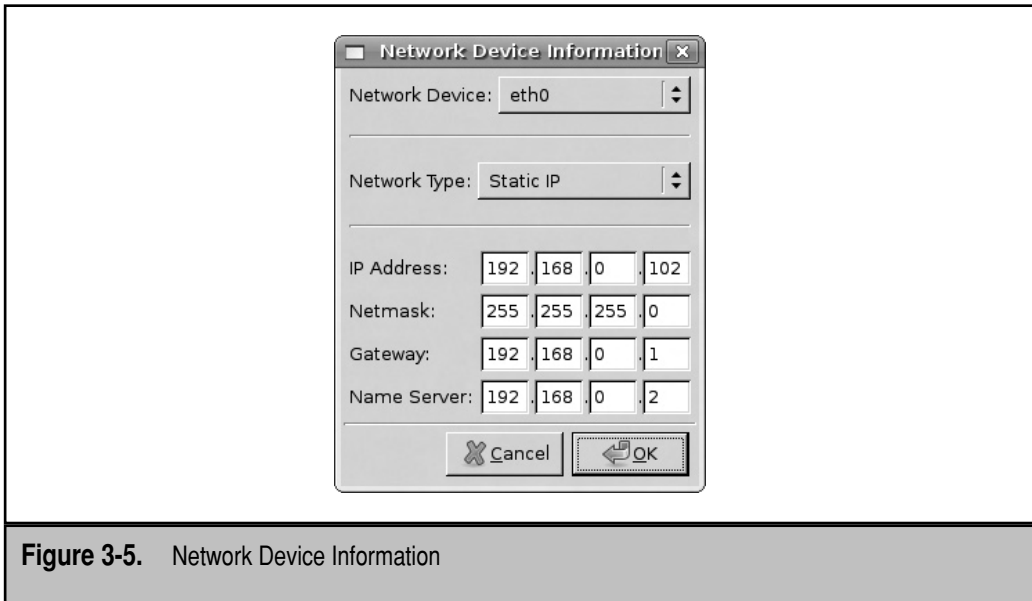 Network Device Information
Network Device: eth0
Network Type: Static IP
IP Address: 192 .168 .0 .102
Netmask: 255 .255 .255 .0
Gateway: 192 .168 .0 .1
Name Server: 192 .168 .0 .2
Cancel OK
Figure 3-5. Network Device Information